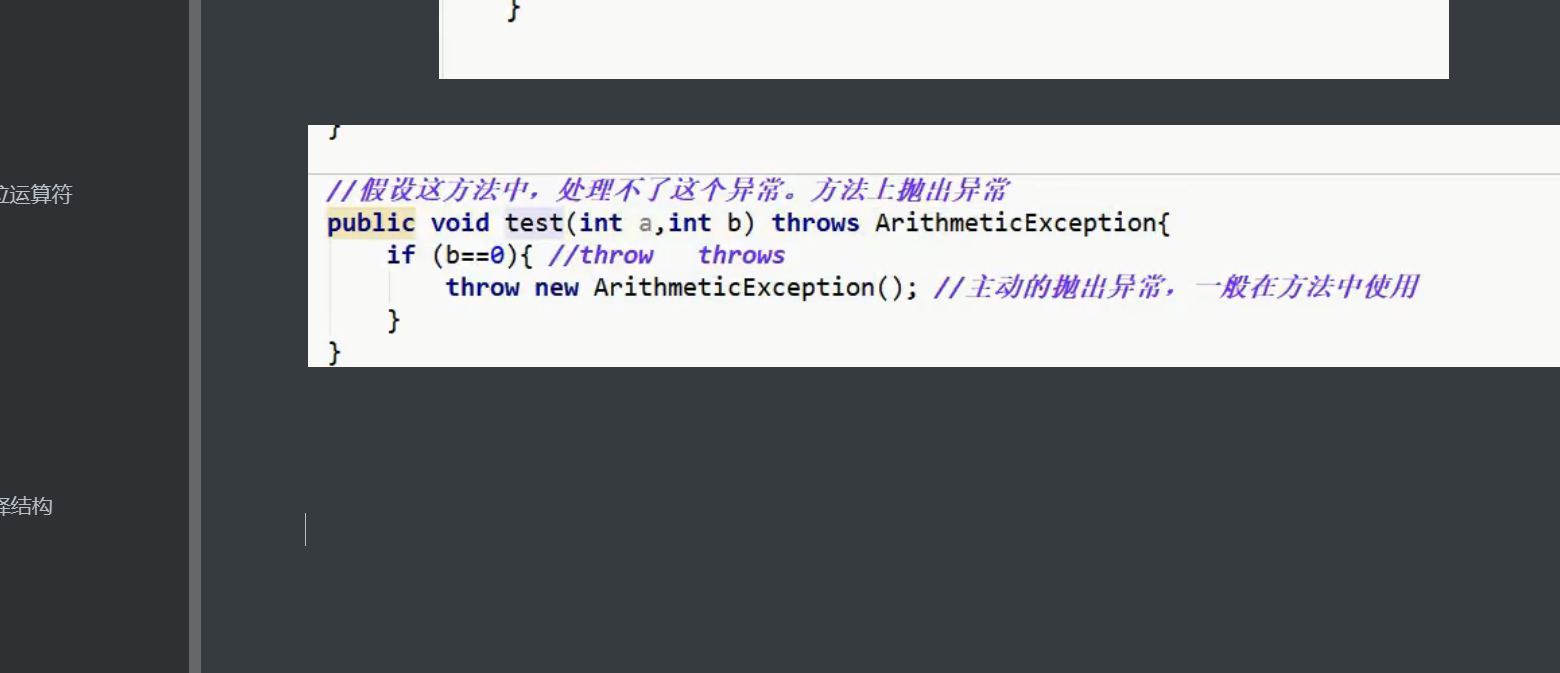 }
}
位运算符
//假设这方法中，处理不了这个异常。方法上抛出异常
public void test(int a,int b) throws ArithmeticException{
if (b==0){ //throw throws
throw new ArithmeticException(); //主动的抛出异常，一般在方法中使用
}
}
择结构